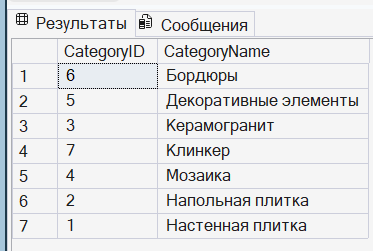 Результаты Сообщения
CategoryID CategoryName
1 6 Бордюры
2 5 Декоративные элементы
3 3 Керамогранит
4 7 Клинкер
5 4 Мозаика
6 2 Напольная плитка
7 1 Настенная плитка